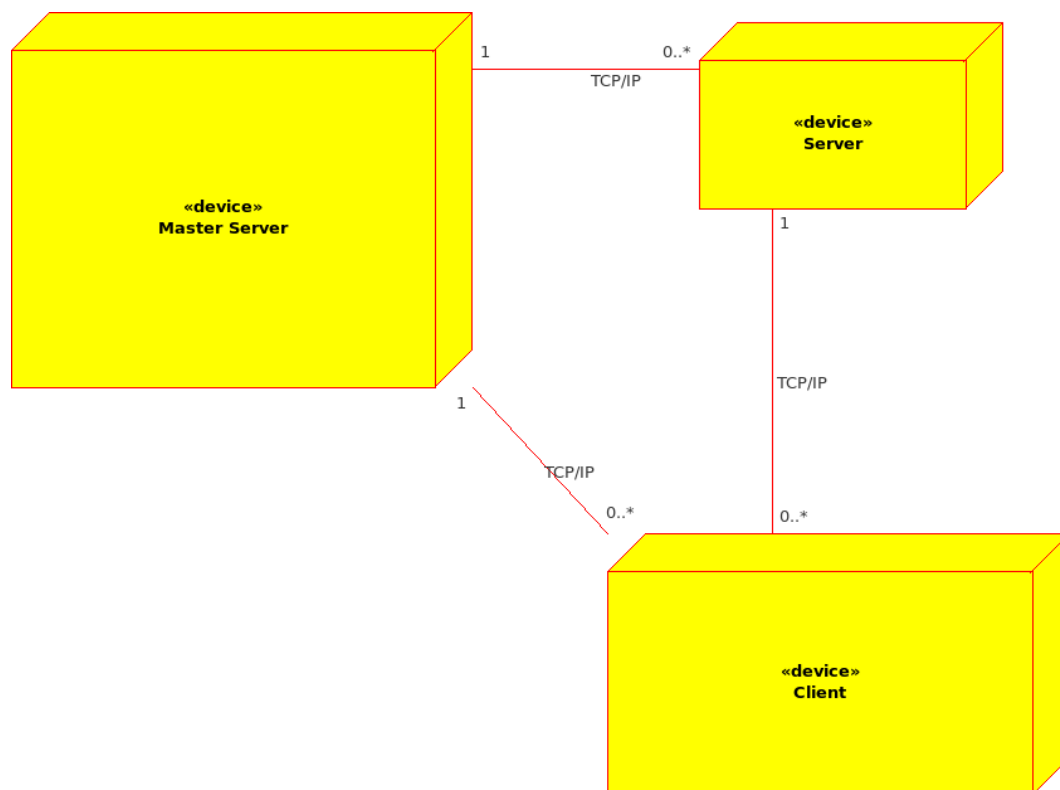 1
0..*
TCP/IP
«device»
Server
«device»
Master Server
1
TCP/IP
1
TCP/IP
0..*
0..*
«device»
Client